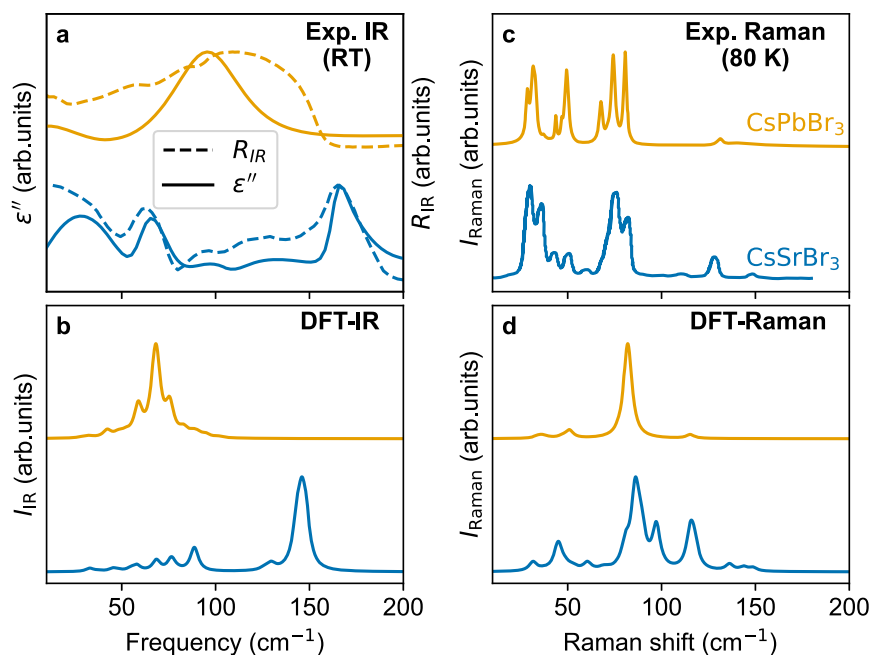 a
Exp. IR
(RT)
ε′′ (arb.units)
R_IR (arb.units)
R_IR
ε′′
c
Exp. Raman
(80 K)
I_Raman (arb.units)
CsPbBr₃
CsSrBr₃
b
DFT-IR
I_IR (arb.units)
50
100
150
200
Frequency (cm⁻¹)
d
DFT-Raman
I_Raman (arb.units)
50
100
150
200
Raman shift (cm⁻¹)